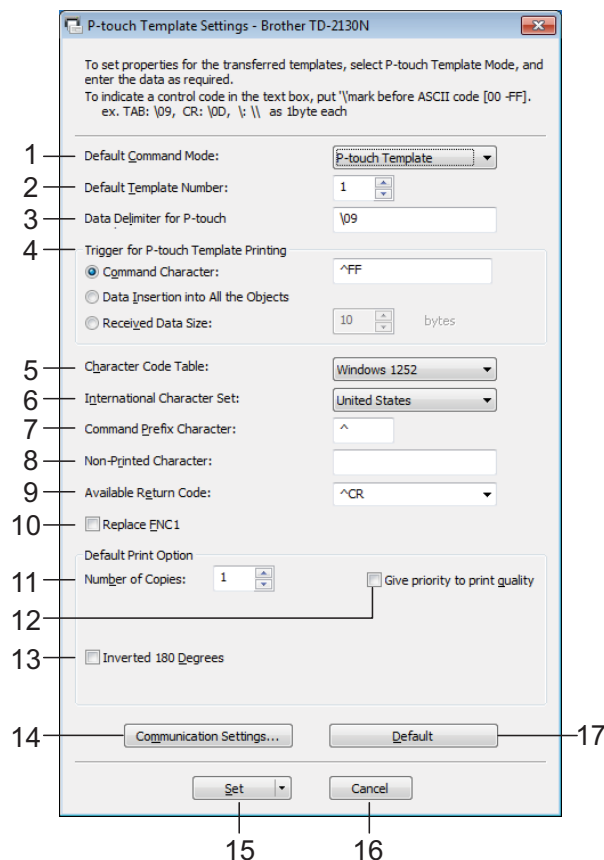 P-touch Template Settings - Brother TD-2130N
To set properties for the transferred templates, select P-touch Template Mode, and
enter the data as required.
To indicate a control code in the text box, put '\'mark before ASCII code [00 -FF].
ex. TAB: \09, CR: \0D, \: \\ as 1byte each
1 Default Command Mode: P-touch Template
2 Default Template Number: 1
3 Data Delimiter for P-touch \09
4 Trigger for P-touch Template Printing
Command Character: ^FF
Data Insertion into All the Objects
Received Data Size: 10 bytes
5 Character Code Table: Windows 1252
6 International Character Set: United States
7 Command Prefix Character: ^
8 Non-Printed Character:
9 Available Return Code: ^CR
10 Replace FNC1
Default Print Option
11 Number of Copies: 1 Give priority to print quality
12
13 Inverted 180 Degrees
14 Communication Settings... Default 17
Set Cancel
15 16